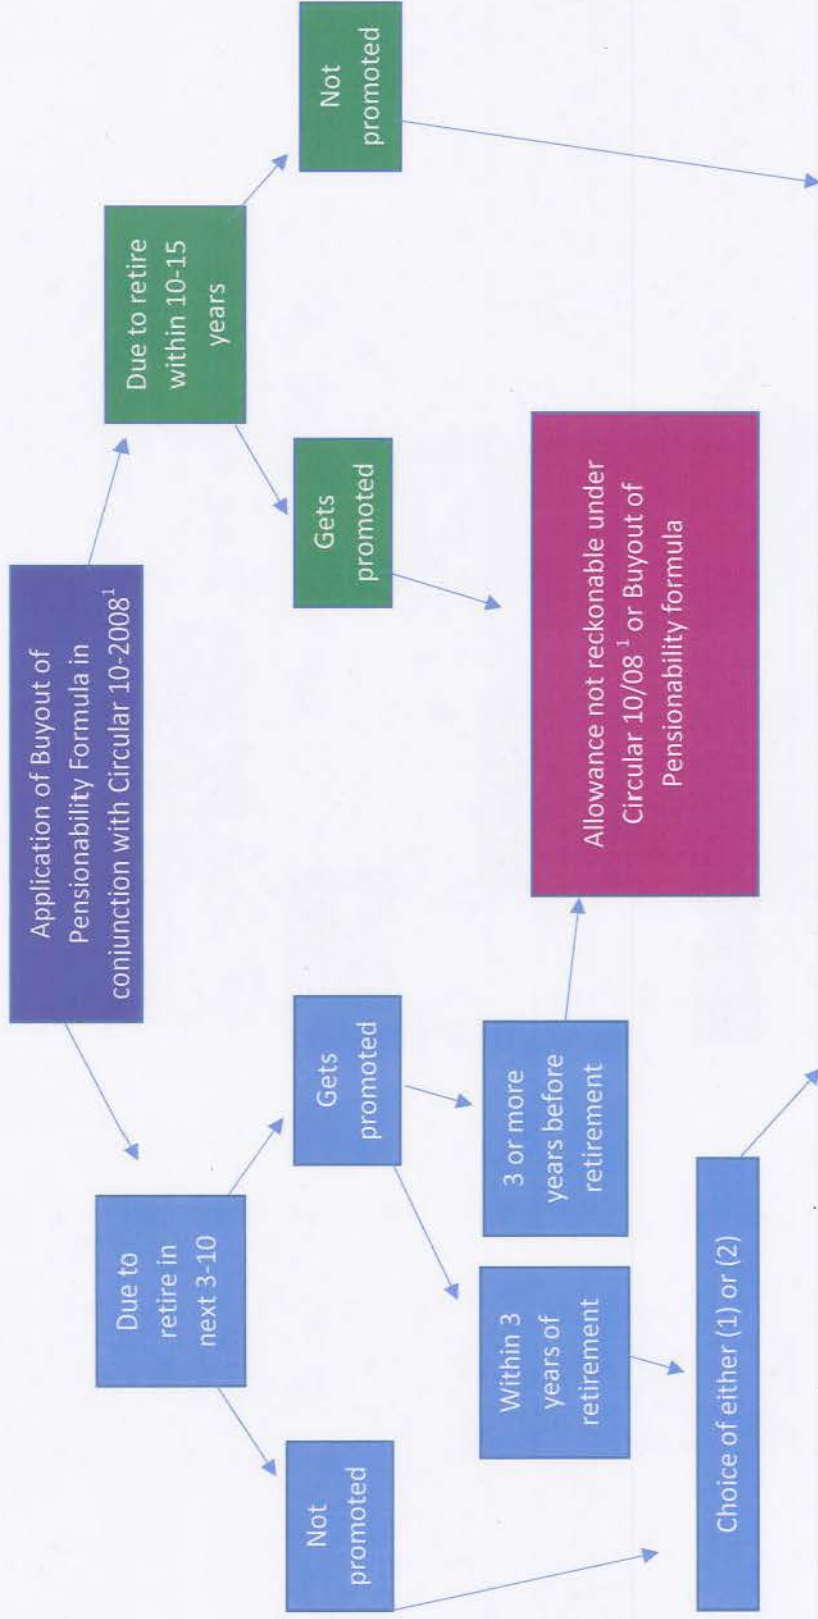 Application of Buyout of
Pensionability Formula in
conjunction with Circular 10-2008¹
Due to
retire in
next 3-10
Due to retire
within 10-15
years
Not
promoted
Gets
promoted
Gets
promoted
Not
promoted
Within 3
years of
retirement
3 or more
years before
retirement
Allowance not reckonable under
Circular 10/08 ¹ or Buyout of
Pensionability formula
Choice of either (1) or (2)